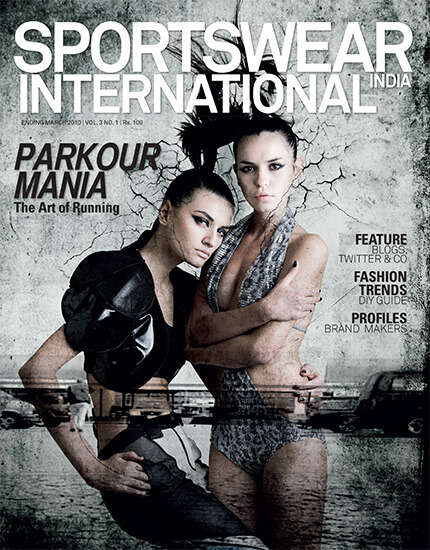 SPORTSWEAR
INTERNATIONAL
INDIA
ENDING MARCH 2010 | VOL. 3 NO. 1 | Rs. 100
PARKOUR
MANIA
The Art of Running
FEATURE
BLOGS,
TWITTER & CO
FASHION
TRENDS
DIY GUIDE
PROFILES
BRAND MAKERS